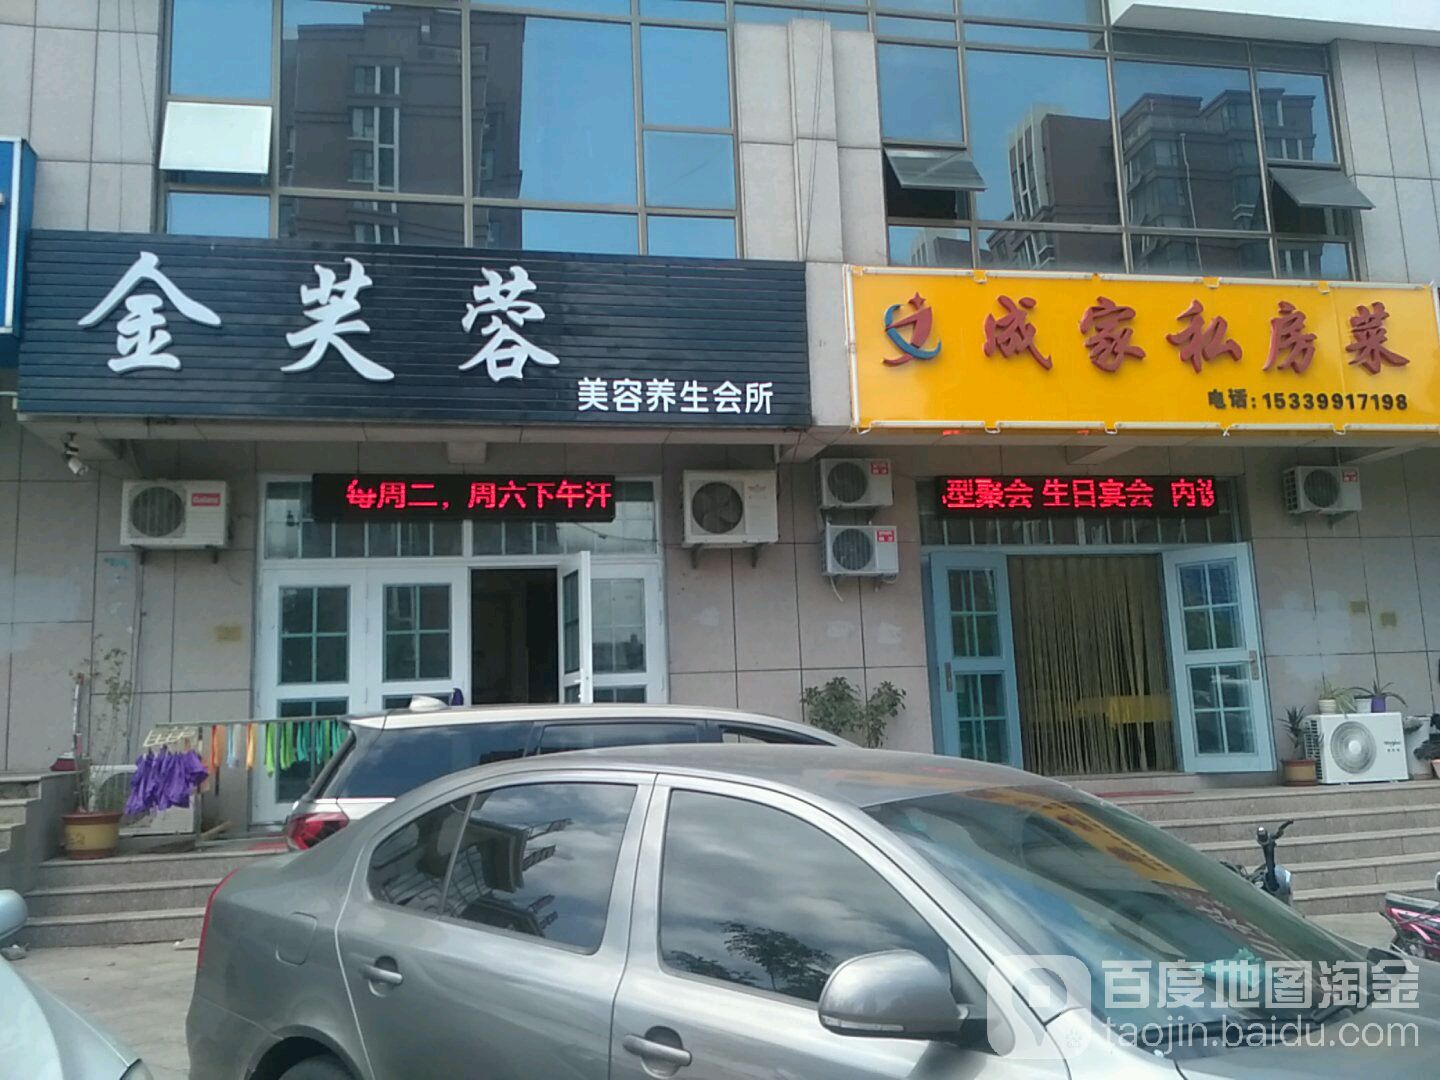 金芙蓉
美容养生会所
成家私房菜
电话:15339917198
每周二，周六下午汗
型聚会 生日宴会 内设
百度地图淘金
taojin.baidu.com